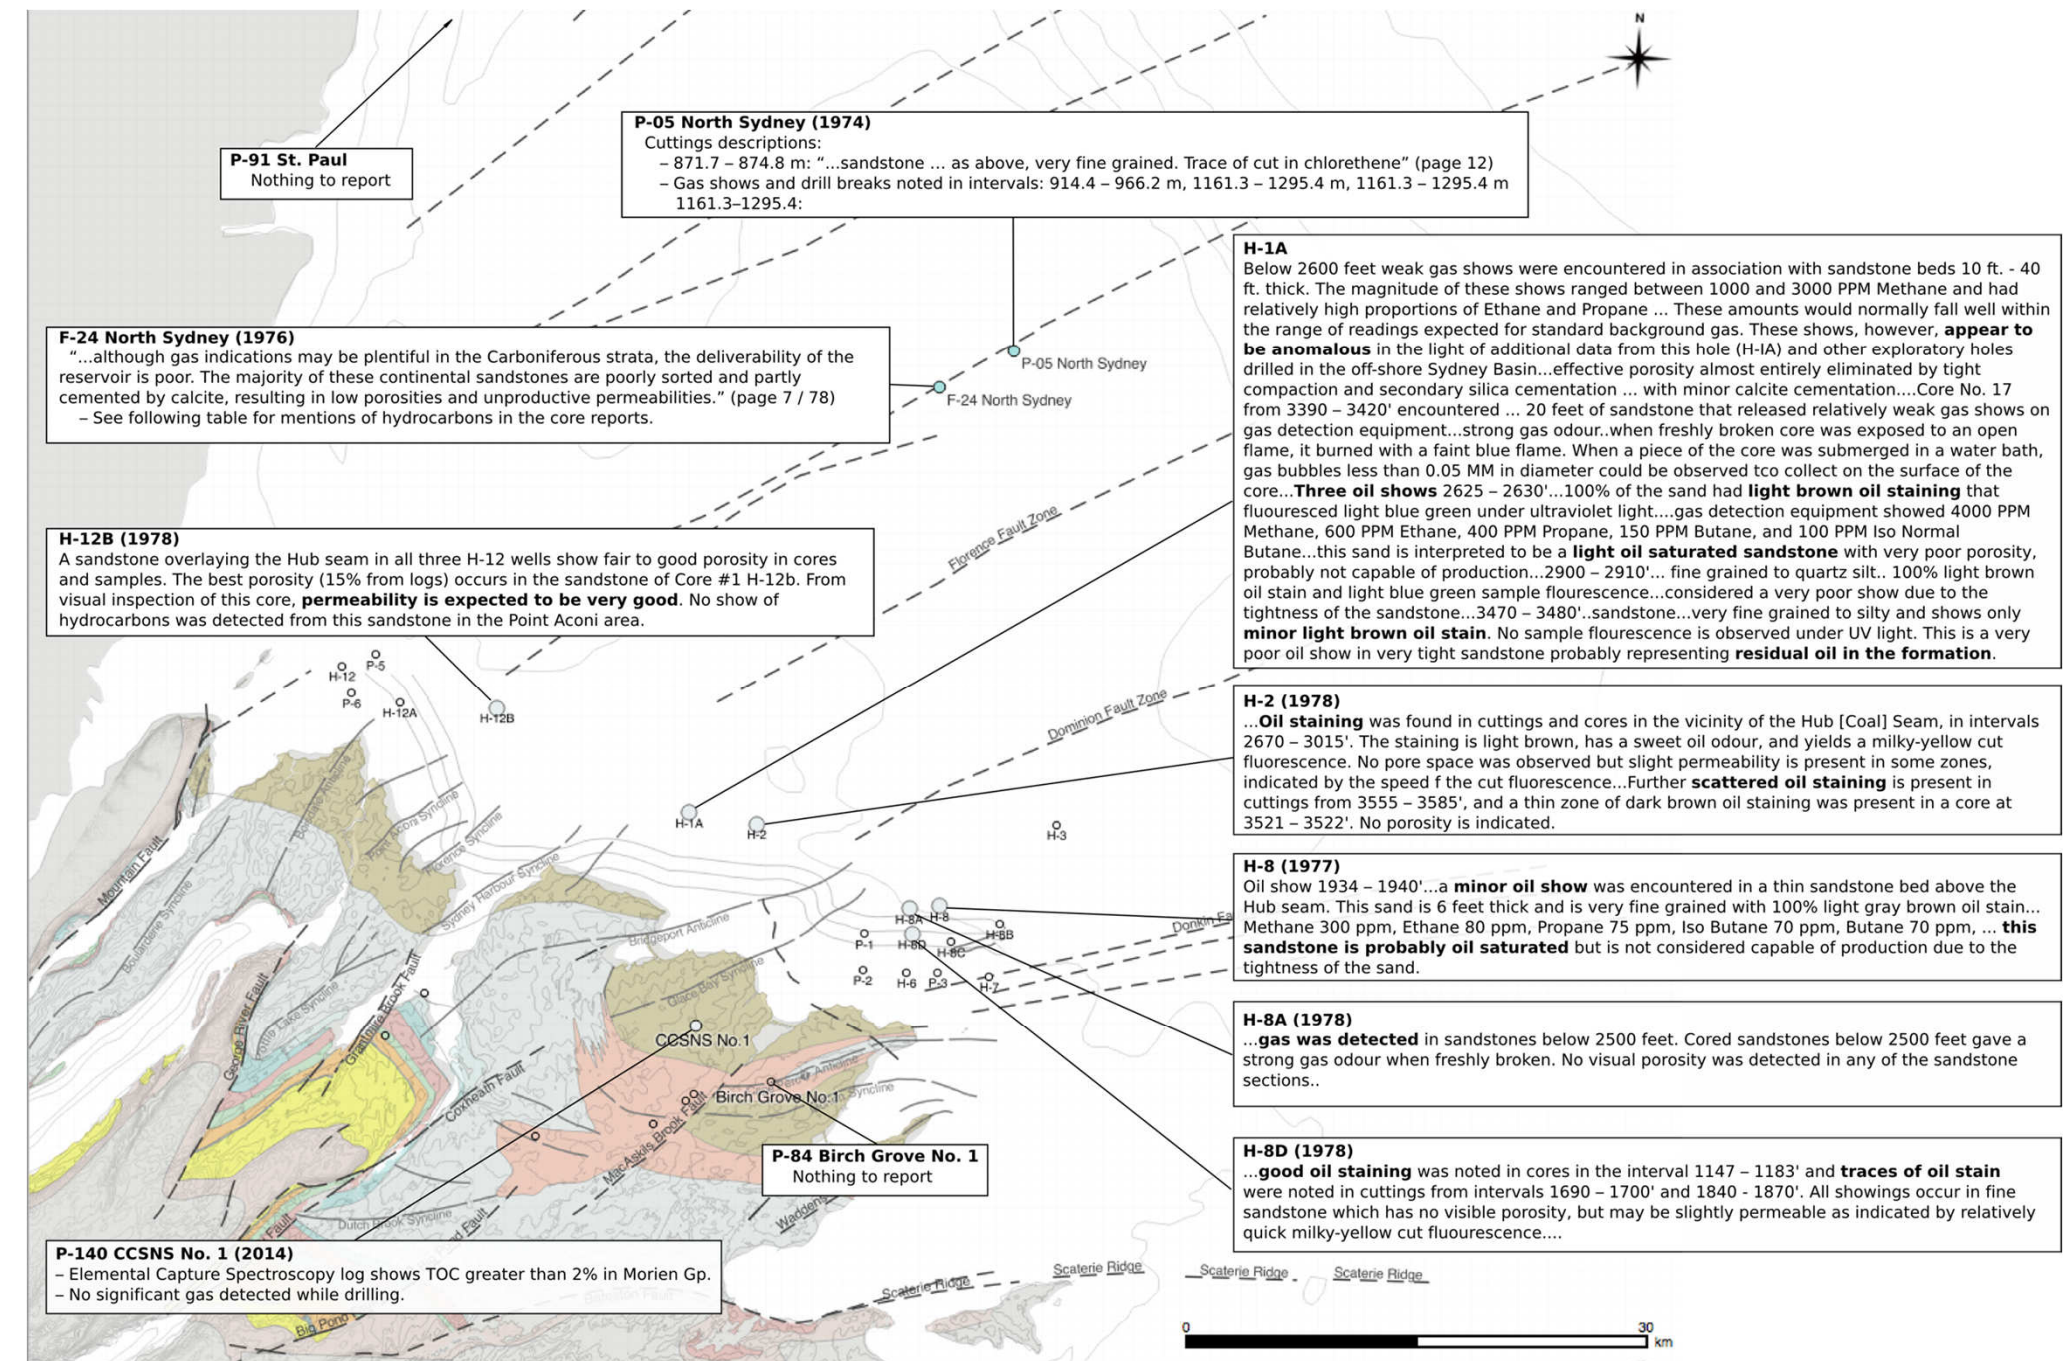 N
P-91 St. Paul
Nothing to report
P-05 North Sydney (1974)
Cuttings descriptions:
– 871.7 – 874.8 m: “...sandstone ... as above, very fine grained. Trace of cut in chlorethene” (page 12)
– Gas shows and drill breaks noted in intervals: 914.4 – 966.2 m, 1161.3 – 1295.4 m, 1161.3 – 1295.4 m
1161.3–1295.4:
H-1A
Below 2600 feet weak gas shows were encountered in association with sandstone beds 10 ft. - 40
ft. thick. The magnitude of these shows ranged between 1000 and 3000 PPM Methane and had
relatively high proportions of Ethane and Propane ... These amounts would normally fall well within
the range of readings expected for standard background gas. These shows, however, appear to
be anomalous in the light of additional data from this hole (H-IA) and other exploratory holes
drilled in the off-shore Sydney Basin...effective porosity almost entirely eliminated by tight
compaction and secondary silica cementation ... with minor calcite cementation....Core No. 17
from 3390 – 3420' encountered ... 20 feet of sandstone that released relatively weak gas shows on
gas detection equipment...strong gas odour..when freshly broken core was exposed to an open
flame, it burned with a faint blue flame. When a piece of the core was submerged in a water bath,
gas bubbles less than 0.05 MM in diameter could be observed tco collect on the surface of the
core...Three oil shows 2625 – 2630'...100% of the sand had light brown oil staining that
fluouresced light blue green under ultraviolet light....gas detection equipment showed 4000 PPM
Methane, 600 PPM Ethane, 400 PPM Propane, 150 PPM Butane, and 100 PPM Iso Normal
Butane...this sand is interpreted to be a light oil saturated sandstone with very poor porosity,
probably not capable of production...2900 – 2910'... fine grained to quartz silt.. 100% light brown
oil stain and light blue green sample flourescence...considered a very poor show due to the
tightness of the sandstone...3470 – 3480'..sandstone...very fine grained to silty and shows only
minor light brown oil stain. No sample flourescence is observed under UV light. This is a very
poor oil show in very tight sandstone probably representing residual oil in the formation.
F-24 North Sydney (1976)
“...although gas indications may be plentiful in the Carboniferous strata, the deliverability of the
reservoir is poor. The majority of these continental sandstones are poorly sorted and partly
cemented by calcite, resulting in low porosities and unproductive permeabilities.” (page 7 / 78)
– See following table for mentions of hydrocarbons in the core reports.
P-05 North Sydney
F-24 North Sydney
Florence Fault Zone
H-12B (1978)
A sandstone overlaying the Hub seam in all three H-12 wells show fair to good porosity in cores
and samples. The best porosity (15% from logs) occurs in the sandstone of Core #1 H-12b. From
visual inspection of this core, permeability is expected to be very good. No show of
hydrocarbons was detected from this sandstone in the Point Aconi area.
H-12
P-5
P-6
H-12A
H-12B
Dominion Fault Zone
H-2 (1978)
...Oil staining was found in cuttings and cores in the vicinity of the Hub [Coal] Seam, in intervals
2670 – 3015'. The staining is light brown, has a sweet oil odour, and yields a milky-yellow cut
fluorescence. No pore space was observed but slight permeability is present in some zones,
indicated by the speed f the cut fluorescence...Further scattered oil staining is present in
cuttings from 3555 – 3585', and a thin zone of dark brown oil staining was present in a core at
3521 – 3522'. No porosity is indicated.
H-1A
H-2
H-3
Point Aconi Syncline
Florence Syncline
Mountain Fault
Boularderie Syncline
Sydney Harbour Syncline
Bridgeport Anticline
H-8 (1977)
Oil show 1934 – 1940'...a minor oil show was encountered in a thin sandstone bed above the
Hub seam. This sand is 6 feet thick and is very fine grained with 100% light gray brown oil stain...
Methane 300 ppm, Ethane 80 ppm, Propane 75 ppm, Iso Butane 70 ppm, Butane 70 ppm, ... this
sandstone is probably oil saturated but is not considered capable of production due to the
tightness of the sand.
H-8A
H-8
H-8B
P-1
H-8D
H-8C
Donkin Fa
P-2
H-6
P-3
H-7
Glace Bay Syncline
George River Fault
Grantmire Brook Fault
CCSNS No.1
Birch Grove No.1
Coxheath Fault
MacAskils Brook Fault
H-8A (1978)
...gas was detected in sandstones below 2500 feet. Cored sandstones below 2500 feet gave a
strong gas odour when freshly broken. No visual porosity was detected in any of the sandstone
sections..
P-84 Birch Grove No. 1
Nothing to report
Wadden
H-8D (1978)
...good oil staining was noted in cores in the interval 1147 – 1183' and traces of oil stain
were noted in cuttings from intervals 1690 – 1700' and 1840 - 1870'. All showings occur in fine
sandstone which has no visible porosity, but may be slightly permeable as indicated by relatively
quick milky-yellow cut fluourescence....
Dutch Brook Syncline
Fault
Fault
P-140 CCSNS No. 1 (2014)
– Elemental Capture Spectroscopy log shows TOC greater than 2% in Morien Gp.
– No significant gas detected while drilling.
Big Pond
Scaterie Ridge
Scaterie Ridge
Scaterie Ridge
Scaterie Ridge
0
30
km